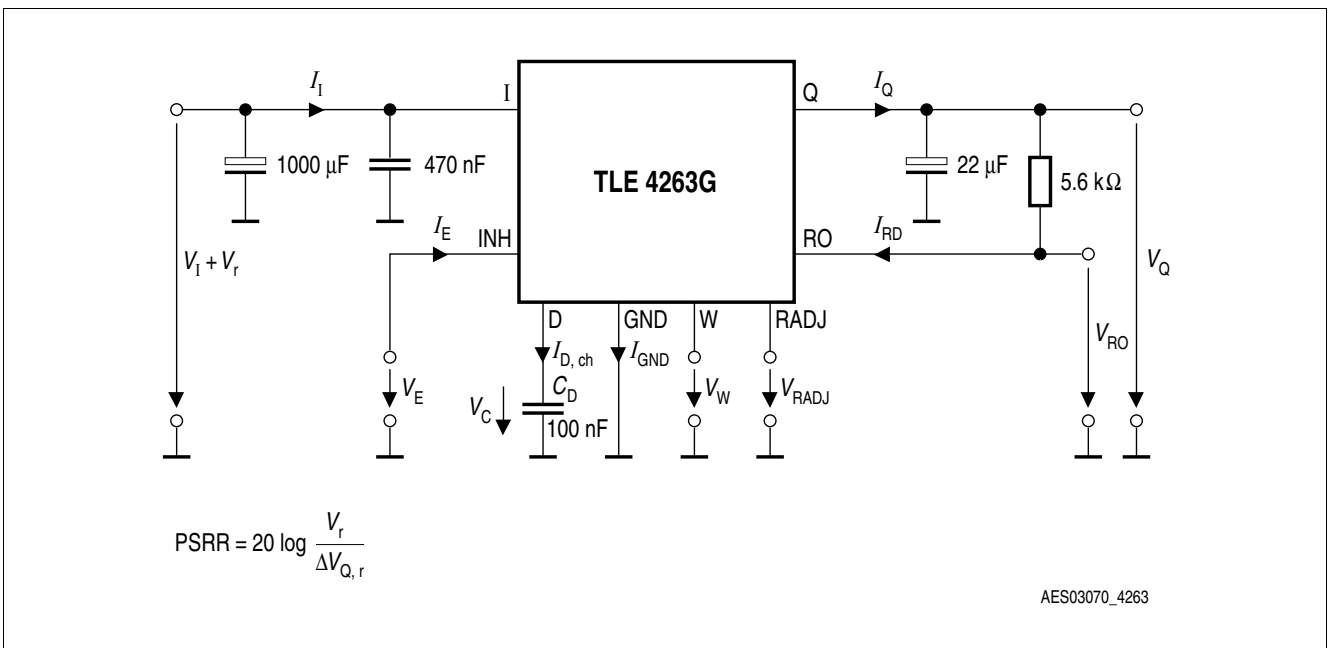 I_I
I
Q
I_Q
1000 µF
470 nF
TLE 4263G
22 µF
5.6 kΩ
I_E
INH
RO
I_RD
V_I + V_r
V_Q
D
GND
W
RADJ
I_D, ch
I_GND
V_RO
V_E
V_C
C_D
100 nF
V_W
V_RADJ
PSRR = 20 log V_r / ΔV_Q, r
AES03070_4263